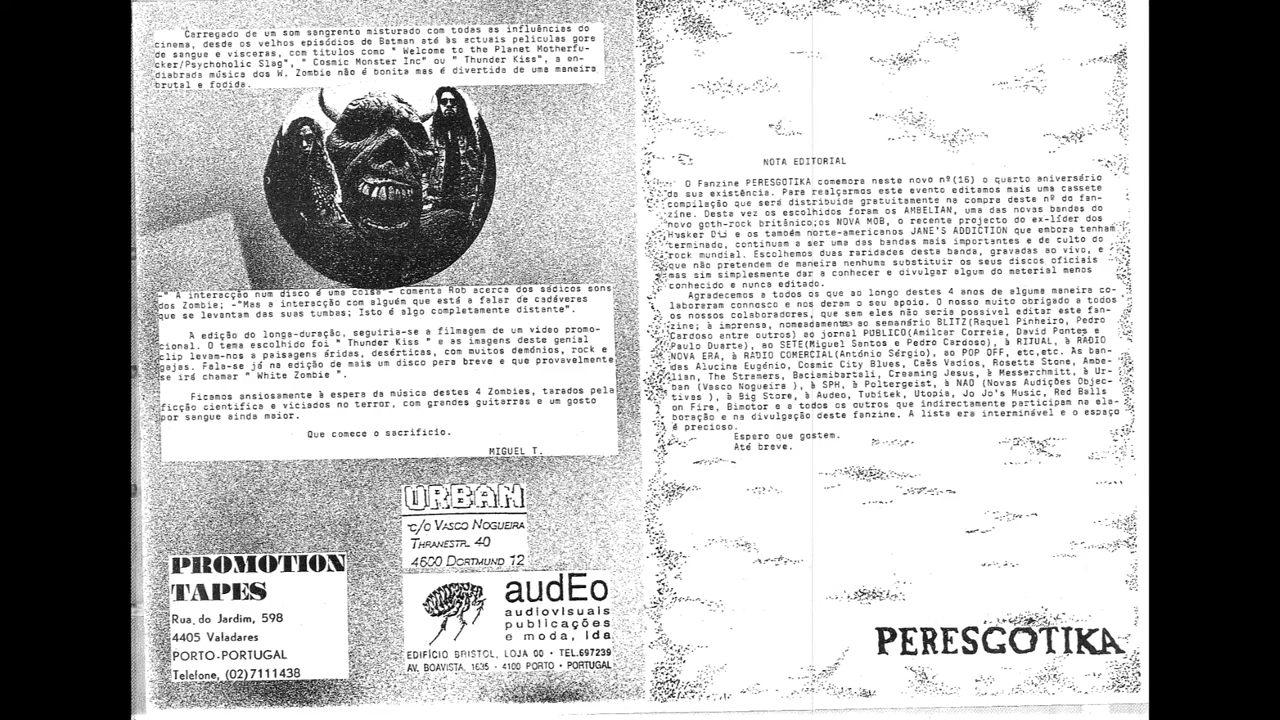 Carregado de um som sangrento misturado com todas as influências do
cinema, desde os velhos episódios de Batman até às actuais peliculas gore
de sangue e visceras, com titulos como " Welcome to the Planet Motherfu-
cker/Psychoholic Slag", " Cosmic Monster Inc" ou " Thunder Kiss", a en-
diabrada música dos W. Zombie não é bonita mas é divertida de uma maneira
brutal e fodida.
-" A interacção num disco é uma coisa - comenta Rob acerca dos sádicos sons
dos Zombie; -"Mas a interacção com alguém que está a falar de cadáveres
que se levantam das suas tumbas; Isto é algo completamente distante".
A edição do longa-duração, seguiria-se a filmagem de um video promo-
cional. O tema escolhido foi " Thunder Kiss " e as imagens deste genial
clip levam-nos a paisagens áridas, desérticas, com muitos demónios, rock e
gajas. Fala-se já na edição de mais um disco para breve e que provavelmente
se irá chamar " White Zombie ".
Ficamos ansiosamente à espera da música destes 4 Zombies, tarados pela
ficção cientifica e viciados no terror, com grandes guitarras e um gosto
por sangue ainda maior.
Que comece o sacrificio.
MIGUEL T.
URBAN
c/o VASCO NOGUEIRA
THRANESTR. 40
4600 DORTMUND 12
PROMOTION
TAPES
Rua do Jardim, 598
4405 Valadares
PORTO-PORTUGAL
Telefone, (02)7111438
audEo
audiovisuais
publicações
e moda, lda
EDIFÍCIO BRISTOL, LOJA 00 · TEL.697239
AV. BOAVISTA, 1635 - 4100 PORTO · PORTUGAL
NOTA EDITORIAL
O Fanzine PERESGOTIKA comemora neste novo nº(16) o quarto aniversário
da sua existência. Para realçarmos este evento editamos mais uma cassete
compilação que será distribuida gratuitamente na compra deste nº do fan-
zine. Desta vez os escolhidos foram os AMBELIAN, uma das novas bandas do
novo goth-rock britânico;os NOVA MOB, o recente projecto do ex-líder dos
Husker Dü e os também norte-americanos JANE'S ADDICTION que embora tenham
terminado, continuam a ser uma das bandas mais importantes e de culto do
rock mundial. Escolhemos duas raridades desta banda, gravadas ao vivo, e
que não pretendem de maneira nenhuma substituir os seus discos oficiais
mas sim simplesmente dar a conhecer e divulgar algum do material menos
conhecido e nunca editado.
Agradecemos a todos os que ao longo destes 4 anos de alguma maneira co-
laboraram connosco e nos deram o seu apoio. O nosso muito obrigado a todos
os nossos colaboradores, que sem eles não seria possivel editar este fan-
zine; à imprensa, nomeadamente ao semanário BLITZ(Raquel Pinheiro, Pedro
Cardoso entre outros) ao jornal PÚBLICO(Amilcar Correia, David Pontes e
Paulo Duarte), ao SETE(Miguel Santos e Pedro Cardoso), à RITUAL, à RÁDIO
NOVA ERA, à RÁDIO COMERCIAL(António Sérgio), ao POP OFF, etc,etc. As ban-
das Alucina Eugénio, Cosmic City Blues, Cães Vadios, Rosetta Stone, Ambe-
lian, The Stramers, Baciamibartali, Creaming Jesus, à Messerchmitt, à Ur-
ban (Vasco Nogueira ), à SPH, à Poltergeist, à NAO (Novas Audições Objec-
tivas ), à Big Store, à Audeo, Tubitek, Utopia, Jo Jo's Music, Red Balls
on Fire, Bimotor e a todos os outros que indirectamente participam na ela-
boração e na divulgação deste fanzine. A lista era interminável e o espaço
é precioso.
Espero que gostem.
Até breve.
PERESGOTIKA